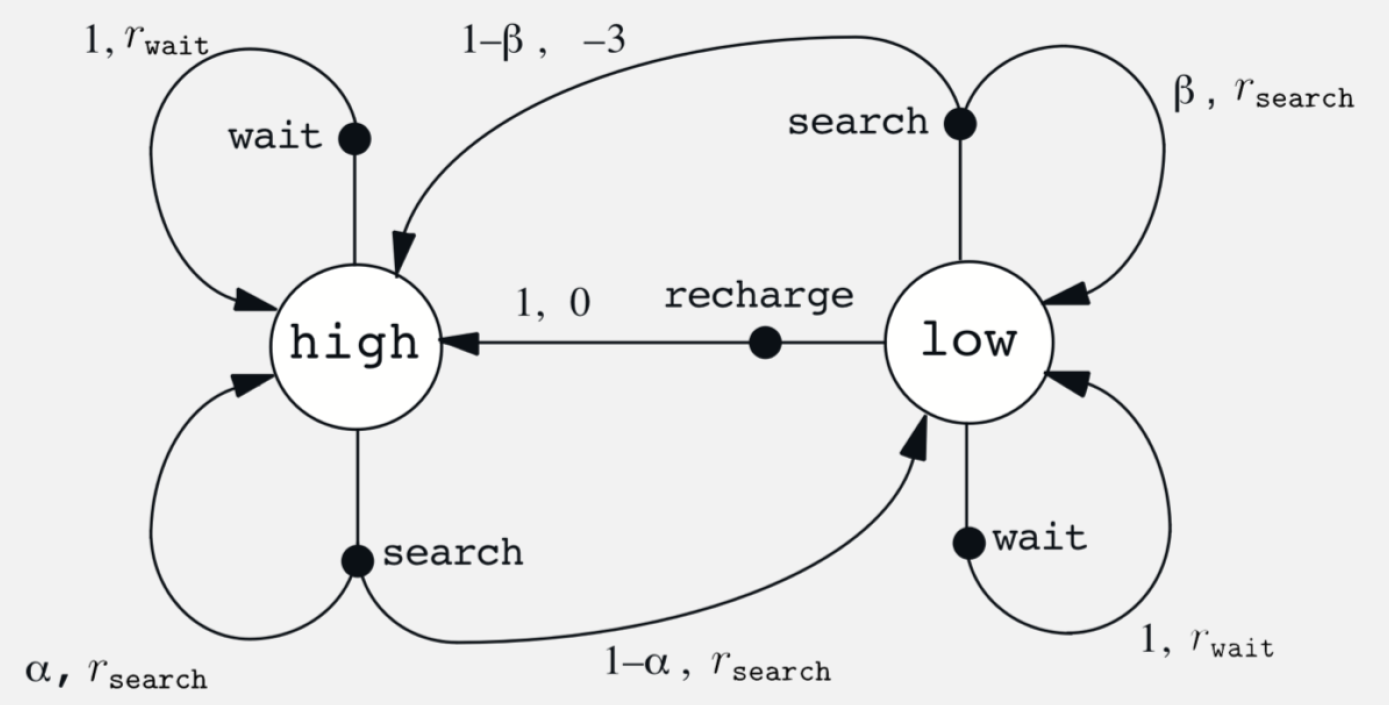 1, r_wait
1–β , –3
β , r_search
wait
search
1, 0
recharge
high
low
search
wait
α, r_search
1–α , r_search
1, r_wait